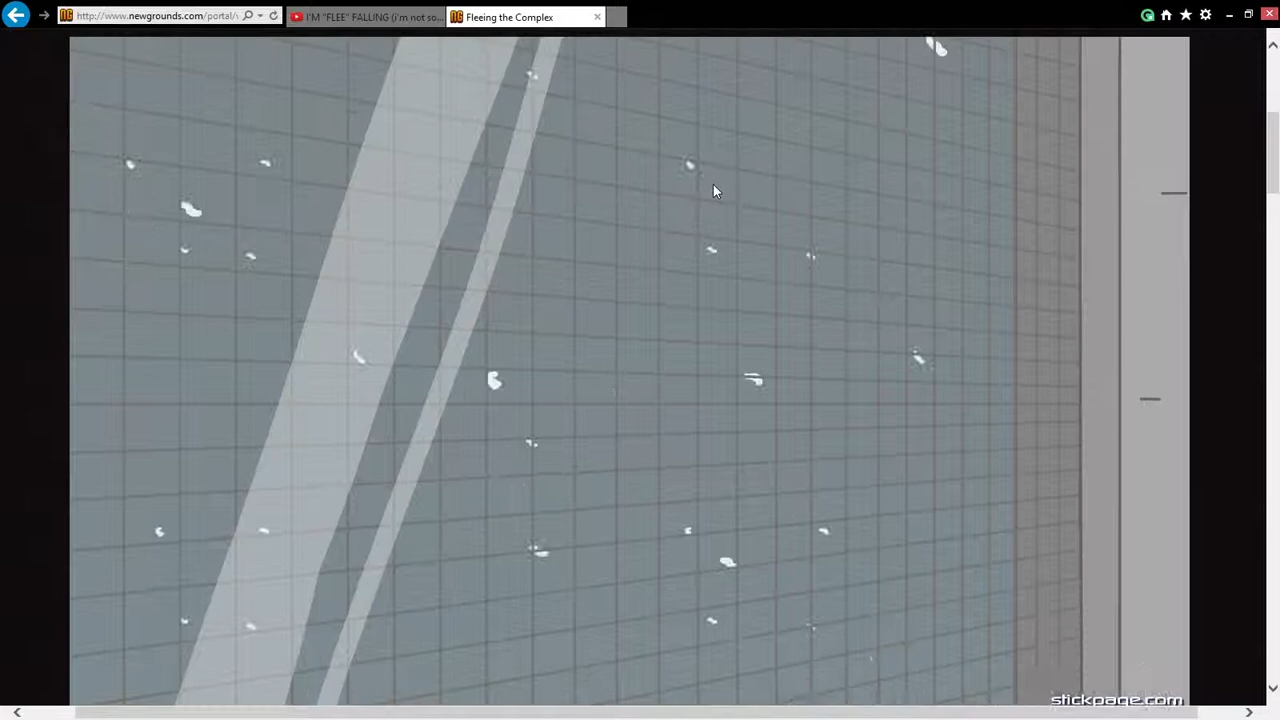 http://www.newgrounds.com/portal/v
I'M "FLEE" FALLING (i'm not so...
Fleeing the Complex
stickpage.com